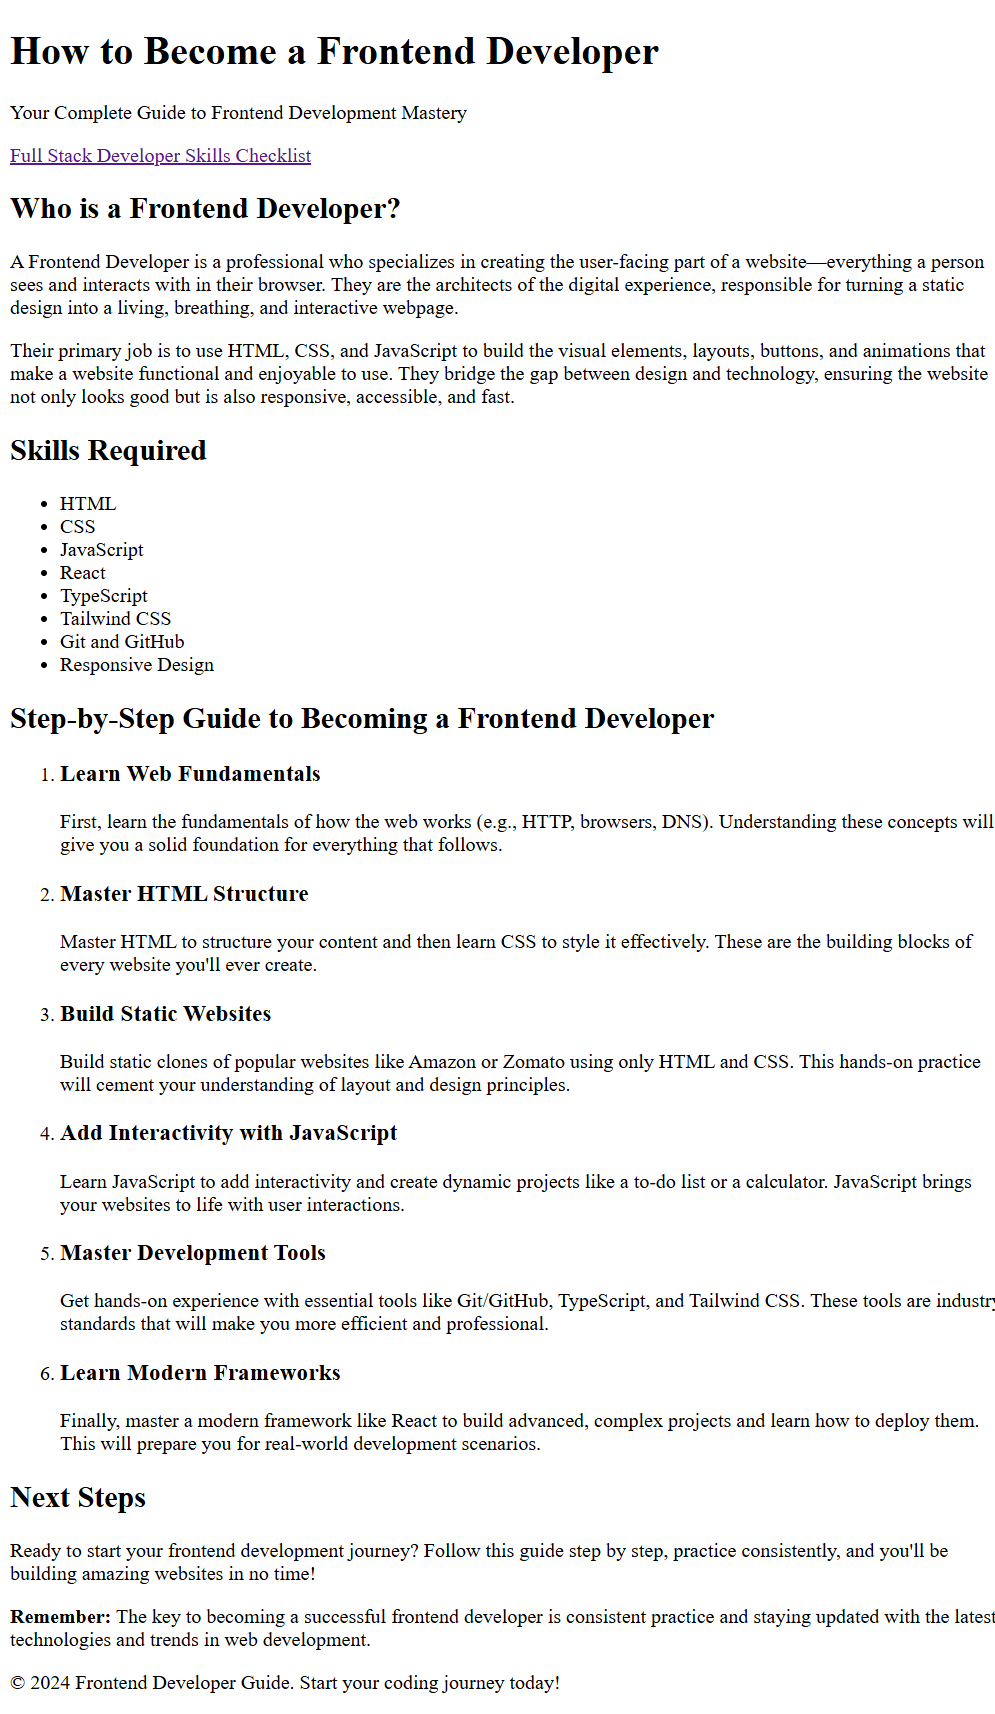 How to Become a Frontend Developer
Your Complete Guide to Frontend Development Mastery
Full Stack Developer Skills Checklist
Who is a Frontend Developer?
A Frontend Developer is a professional who specializes in creating the user-facing part of a website—everything a person
sees and interacts with in their browser. They are the architects of the digital experience, responsible for turning a static
design into a living, breathing, and interactive webpage.
Their primary job is to use HTML, CSS, and JavaScript to build the visual elements, layouts, buttons, and animations that
make a website functional and enjoyable to use. They bridge the gap between design and technology, ensuring the website
not only looks good but is also responsive, accessible, and fast.
Skills Required
• HTML
• CSS
• JavaScript
• React
• TypeScript
• Tailwind CSS
• Git and GitHub
• Responsive Design
Step-by-Step Guide to Becoming a Frontend Developer
1. Learn Web Fundamentals
First, learn the fundamentals of how the web works (e.g., HTTP, browsers, DNS). Understanding these concepts will
give you a solid foundation for everything that follows.
2. Master HTML Structure
Master HTML to structure your content and then learn CSS to style it effectively. These are the building blocks of
every website you'll ever create.
3. Build Static Websites
Build static clones of popular websites like Amazon or Zomato using only HTML and CSS. This hands-on practice
will cement your understanding of layout and design principles.
4. Add Interactivity with JavaScript
Learn JavaScript to add interactivity and create dynamic projects like a to-do list or a calculator. JavaScript brings
your websites to life with user interactions.
5. Master Development Tools
Get hands-on experience with essential tools like Git/GitHub, TypeScript, and Tailwind CSS. These tools are industry
standards that will make you more efficient and professional.
6. Learn Modern Frameworks
Finally, master a modern framework like React to build advanced, complex projects and learn how to deploy them.
This will prepare you for real-world development scenarios.
Next Steps
Ready to start your frontend development journey? Follow this guide step by step, practice consistently, and you'll be
building amazing websites in no time!
Remember: The key to becoming a successful frontend developer is consistent practice and staying updated with the latest
technologies and trends in web development.
© 2024 Frontend Developer Guide. Start your coding journey today!